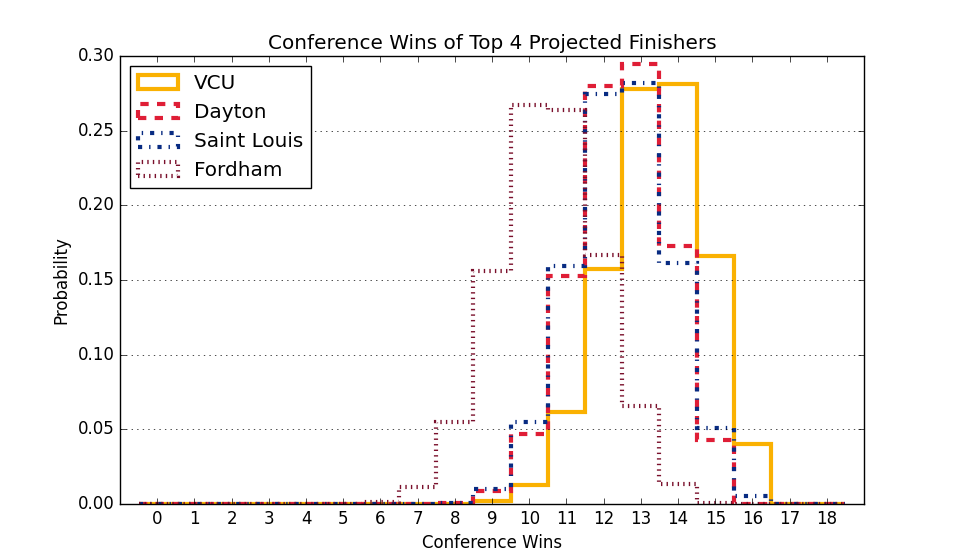 Conference Wins of Top 4 Projected Finishers
VCU
Dayton
Saint Louis
Fordham
Probability
0.30
0.25
0.20
0.15
0.10
0.05
0.00
0 1 2 3 4 5 6 7 8 9 10 11 12 13 14 15 16 17 18
Conference Wins